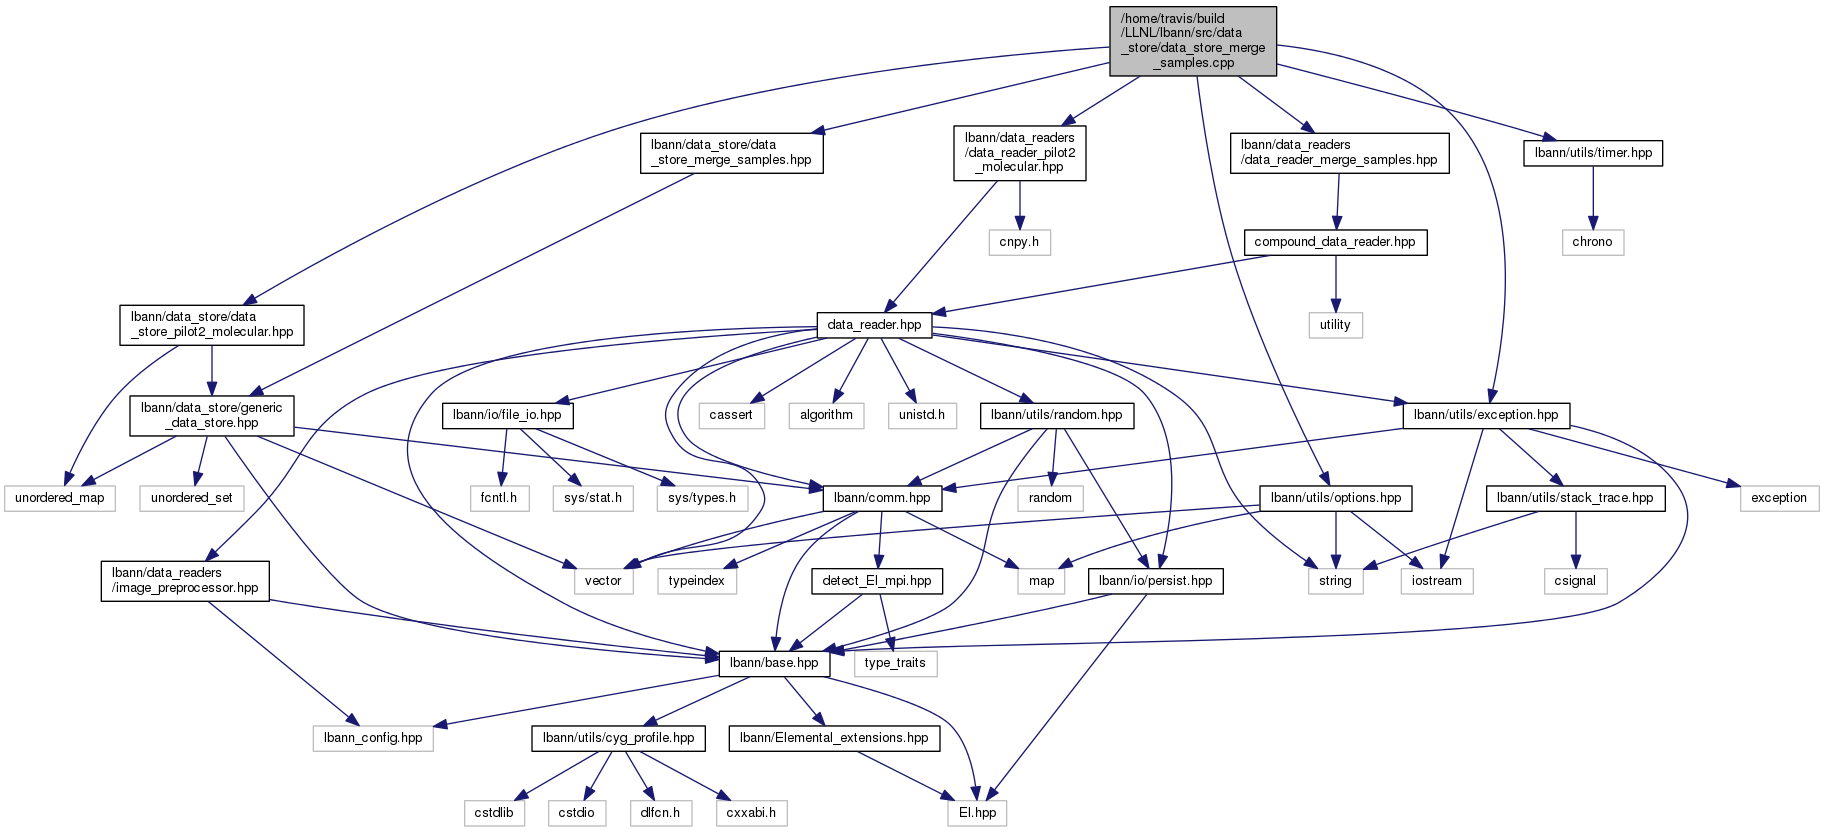 /home/travis/build
/LLNL/lbann/src/data
_store/data_store_merge
_samples.cpp
lbann/data_store/data
_store_merge_samples.hpp
lbann/data_readers
/data_reader_pilot2
_molecular.hpp
lbann/data_readers
/data_reader_merge_samples.hpp
lbann/utils/timer.hpp
cnpy.h
compound_data_reader.hpp
chrono
lbann/data_store/data
_store_pilot2_molecular.hpp
data_reader.hpp
utility
lbann/data_store/generic
_data_store.hpp
lbann/io/file_io.hpp
cassert
algorithm
unistd.h
lbann/utils/random.hpp
lbann/utils/exception.hpp
unordered_map
unordered_set
fcntl.h
sys/stat.h
sys/types.h
lbann/comm.hpp
random
lbann/utils/options.hpp
lbann/utils/stack_trace.hpp
exception
lbann/data_readers
/image_preprocessor.hpp
vector
typeindex
detect_El_mpi.hpp
map
lbann/io/persist.hpp
string
iostream
csignal
lbann/base.hpp
type_traits
lbann_config.hpp
lbann/utils/cyg_profile.hpp
lbann/Elemental_extensions.hpp
cstdlib
cstdio
dlfcn.h
cxxabi.h
El.hpp